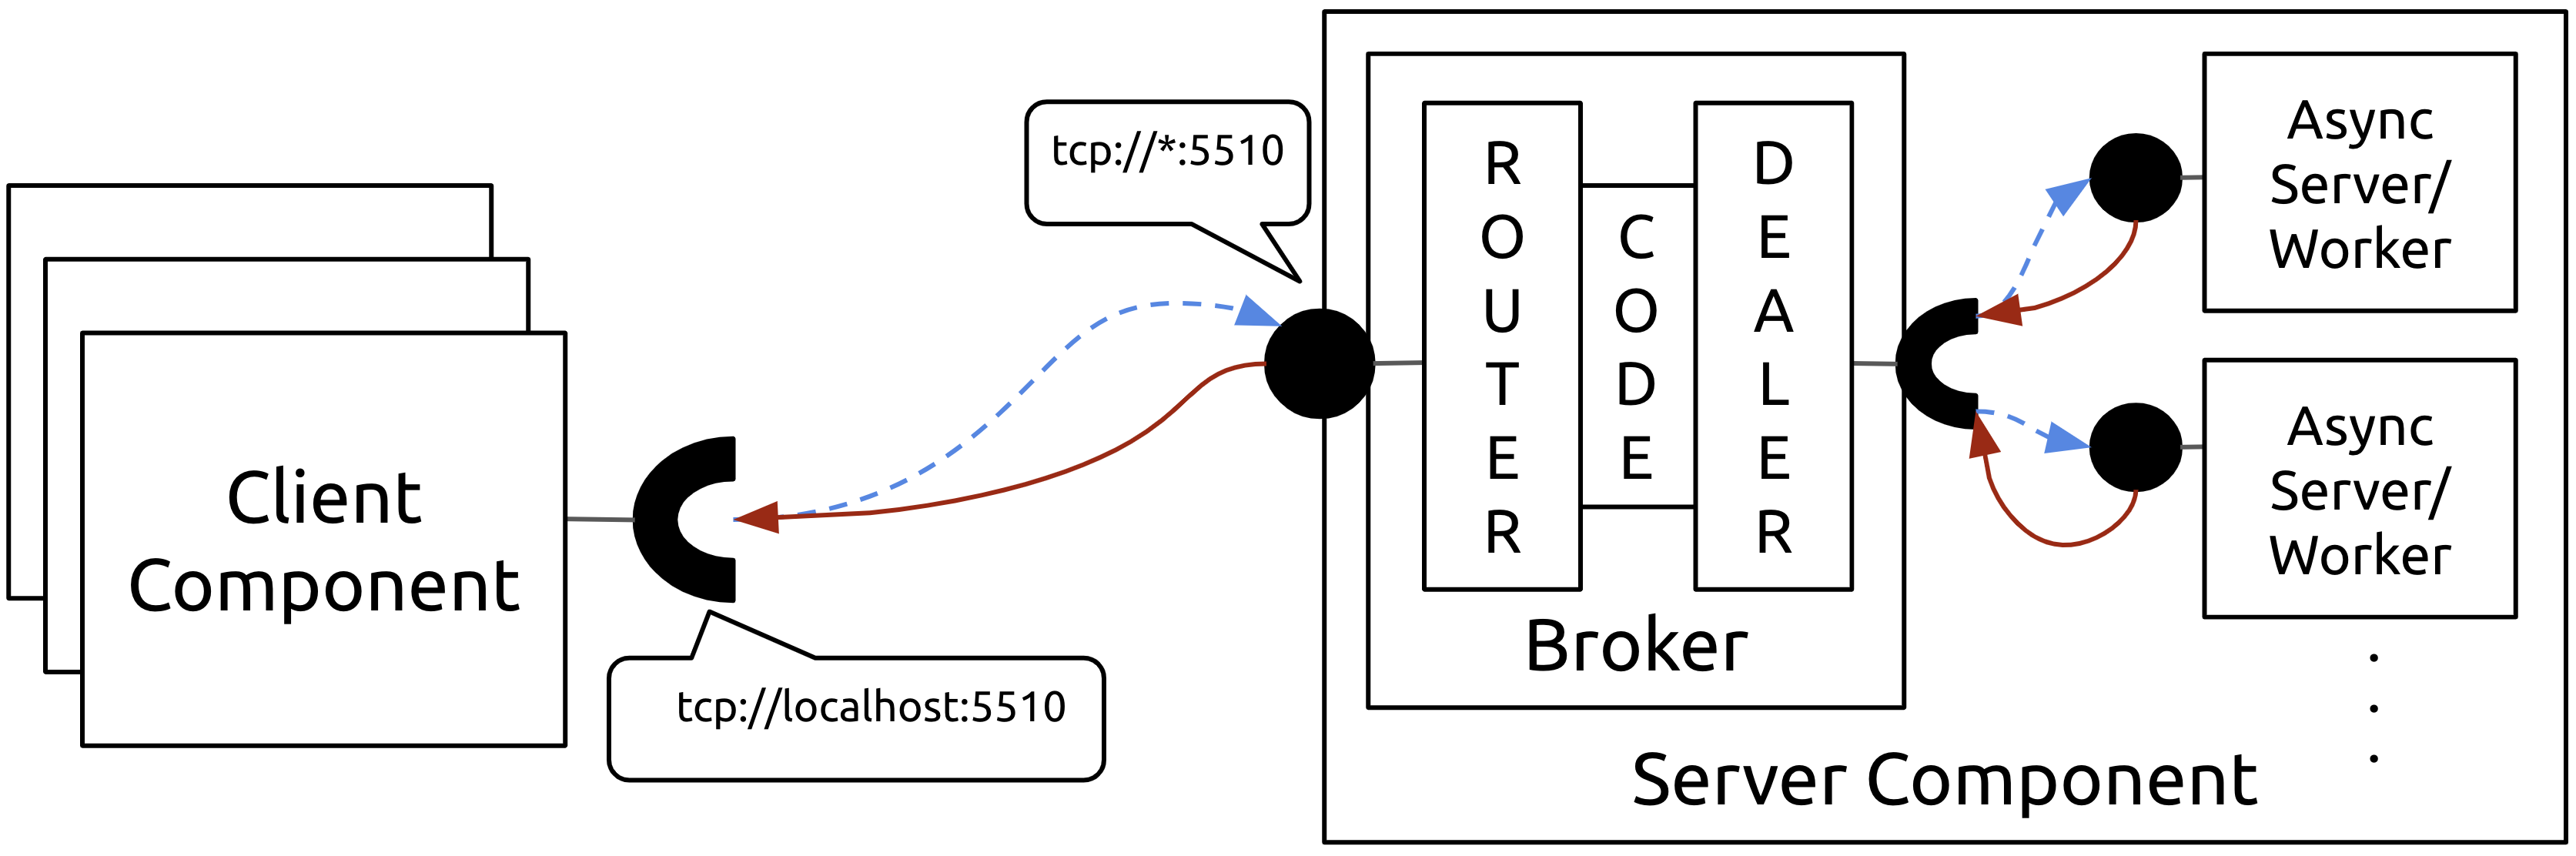 Client
Component
tcp://localhost:5510
tcp://*:5510
ROUTER
CODE
DEALER
Broker
Async
Server/
Worker
Async
Server/
Worker
.
.
.
Server Component